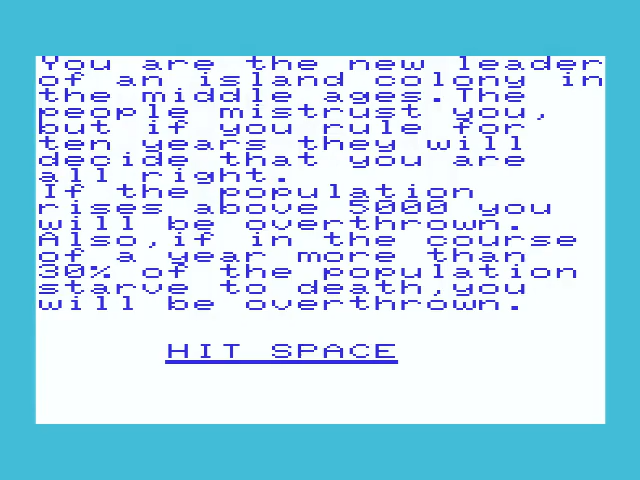 You are the new leader
of an island colony in
the middle ages.The
people mistrust you,
but if you rule for
ten years they will
decide that you are
all right.
If the population
rises above 5000 you
will be overthrown.
Also,if in the course
of a year more than
30% of the population
starve to death,you
will be overthrown.
HIT SPACE